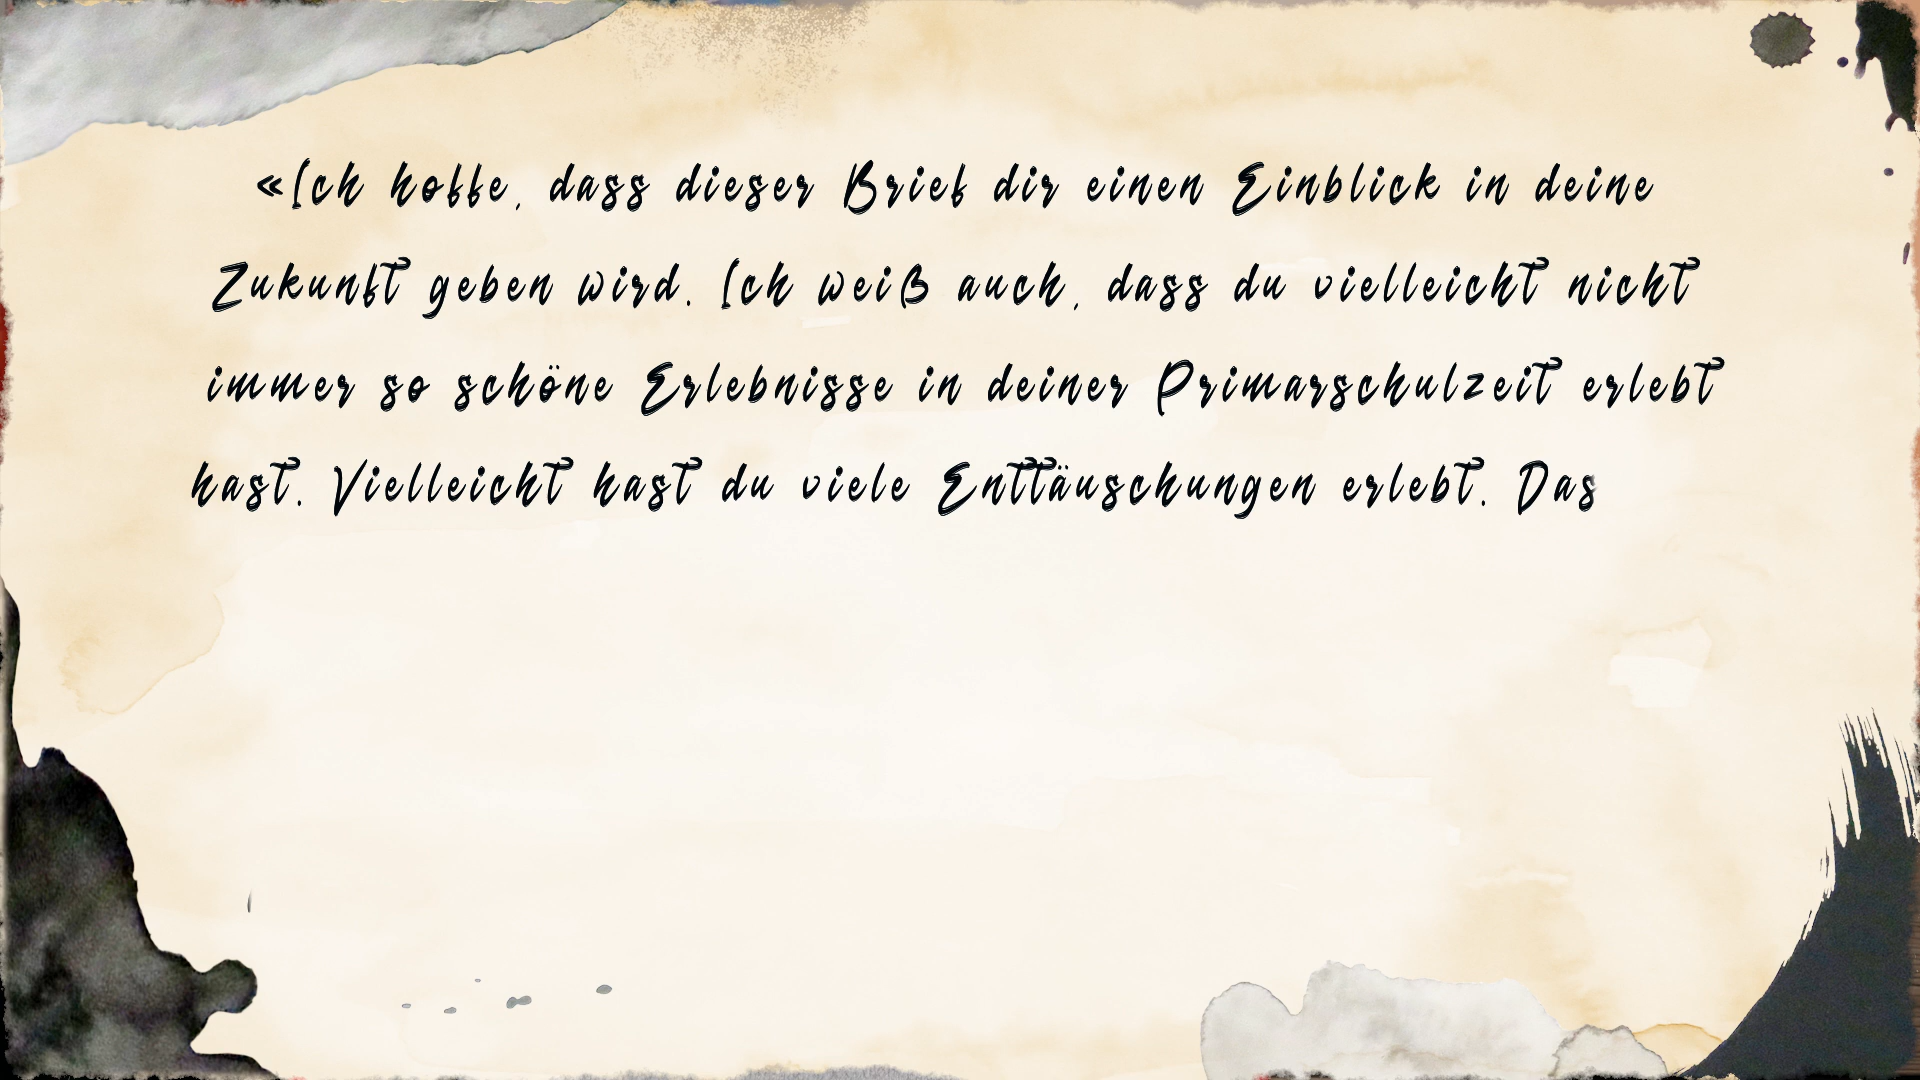 «Ich hoffe, dass dieser Brief dir einen Einblick in deine
Zukunft geben wird. Ich weiß auch, dass du vielleicht nicht
immer so schöne Erlebnisse in deiner Primarschulzeit erlebt
hast. Vielleicht hast du viele Enttäuschungen erlebt. Das